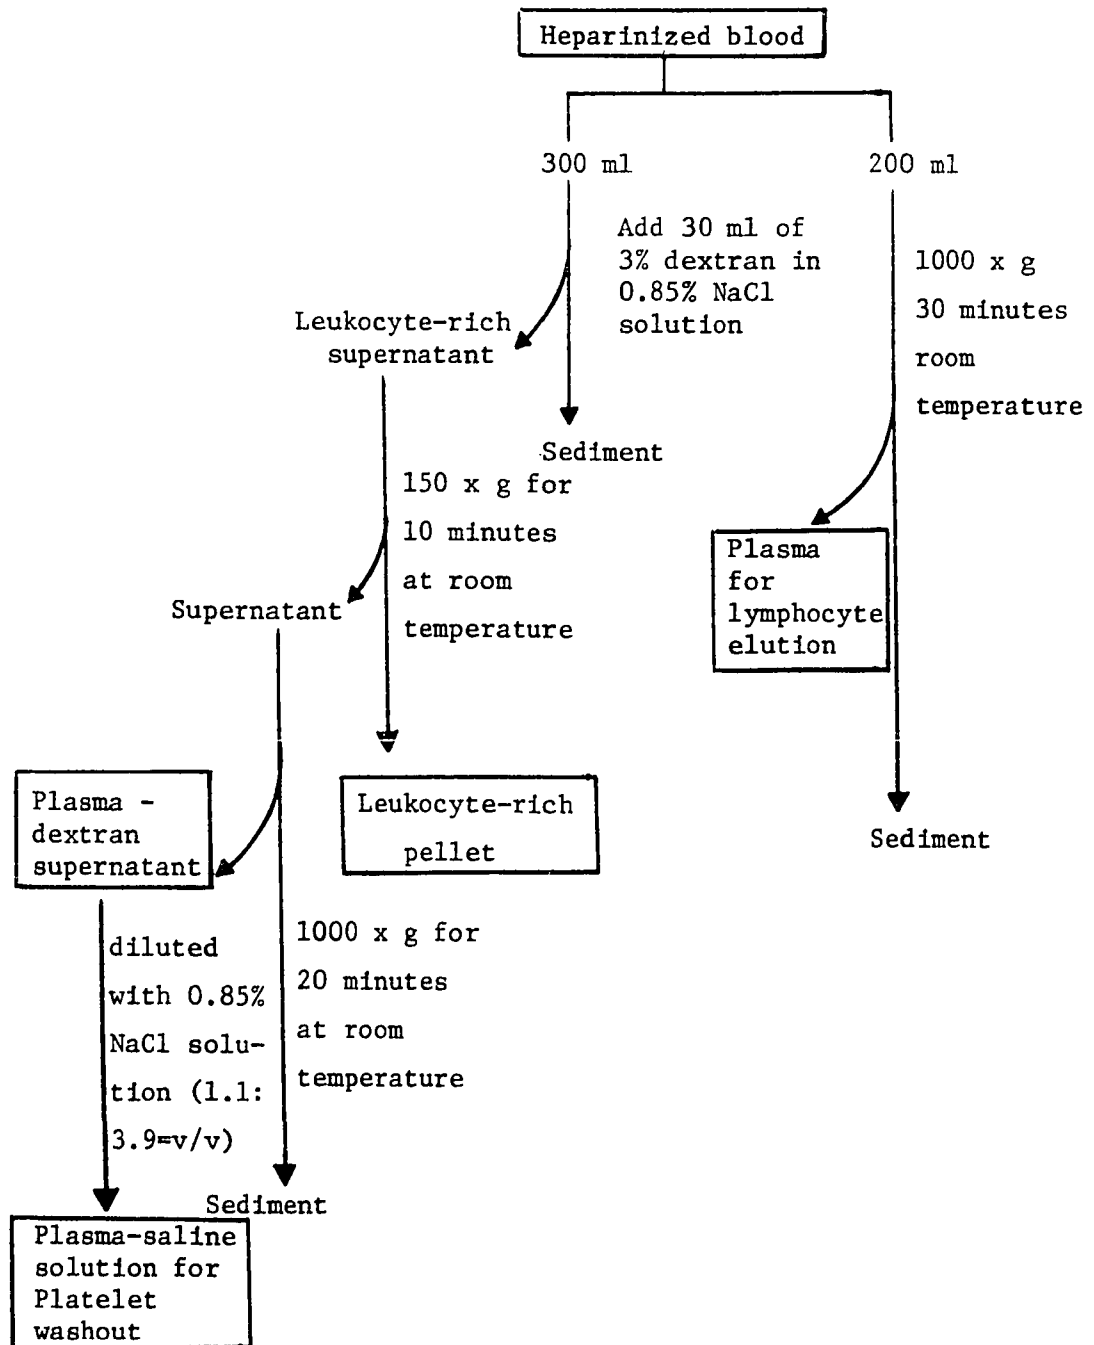 Heparinized blood
300 ml
200 ml
Add 30 ml of
3% dextran in
0.85% NaCl
solution
1000 x g
30 minutes
room
temperature
Leukocyte-rich
supernatant
Sediment
150 x g for
10 minutes
at room
temperature
Plasma
for
lymphocyte
elution
Supernatant
Plasma -
dextran
supernatant
Leukocyte-rich
pellet
Sediment
diluted
with 0.85%
NaCl solu-
tion (1.1:
3.9=v/v)
1000 x g for
20 minutes
at room
temperature
Sediment
Plasma-saline
solution for
Platelet
washout